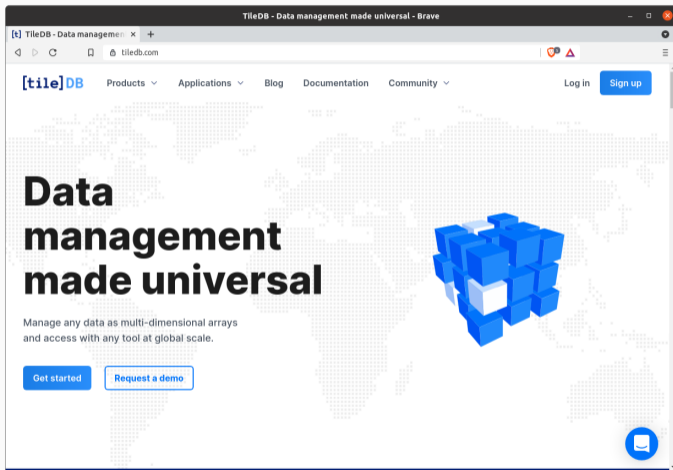 TileDB - Data management made universal - Brave
[t] TileDB - Data managemen × +
tiledb.com
[tile]DB Products Applications Blog Documentation Community Log in Sign up
Data
management
made universal
Manage any data as multi-dimensional arrays
and access with any tool at global scale.
Get started Request a demo